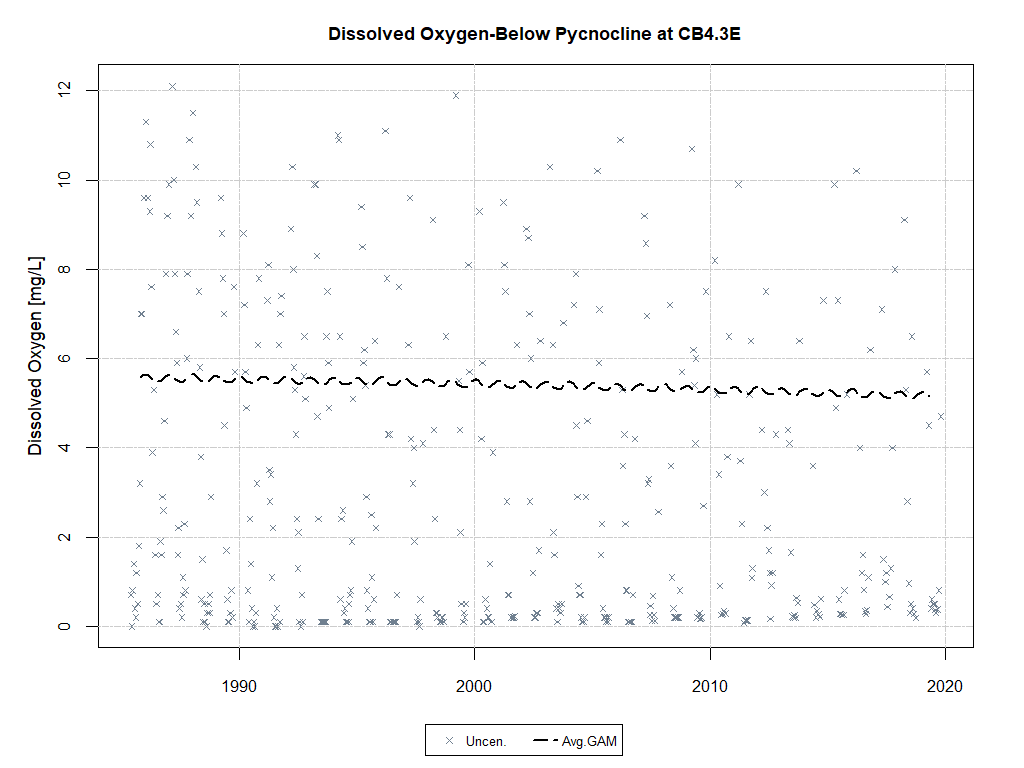 Dissolved Oxygen-Below Pycnocline at CB4.3E
Dissolved Oxygen [mg/L]
12
10
8
6
4
2
0
1990
2000
2010
2020
Uncen.
Avg.GAM